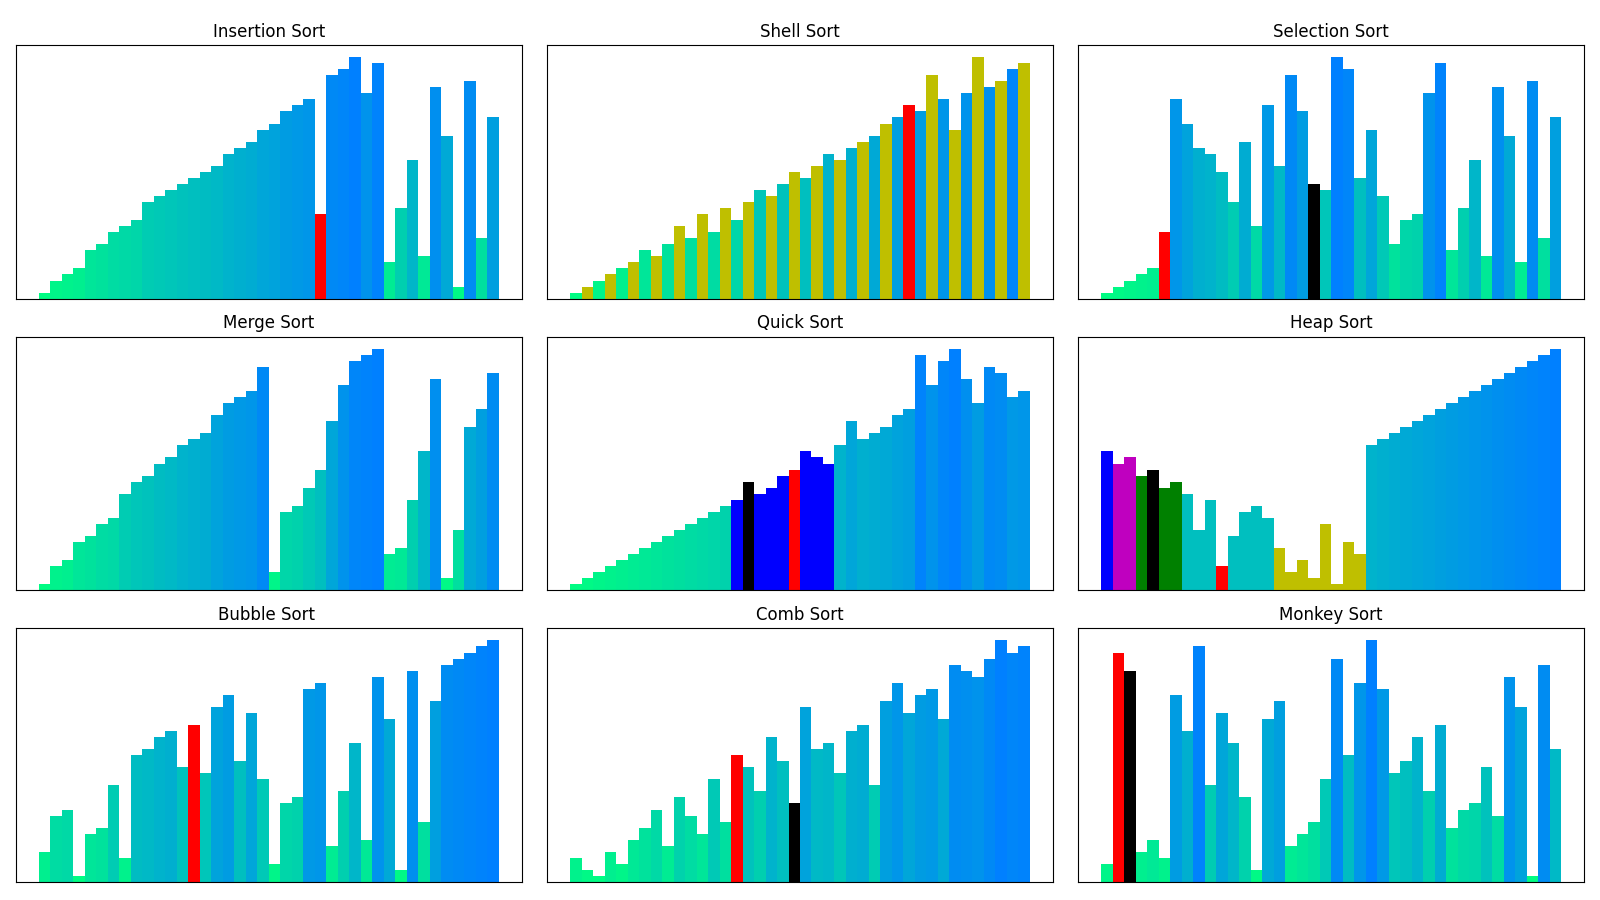 Insertion Sort
Shell Sort
Selection Sort
Merge Sort
Quick Sort
Heap Sort
Bubble Sort
Comb Sort
Monkey Sort